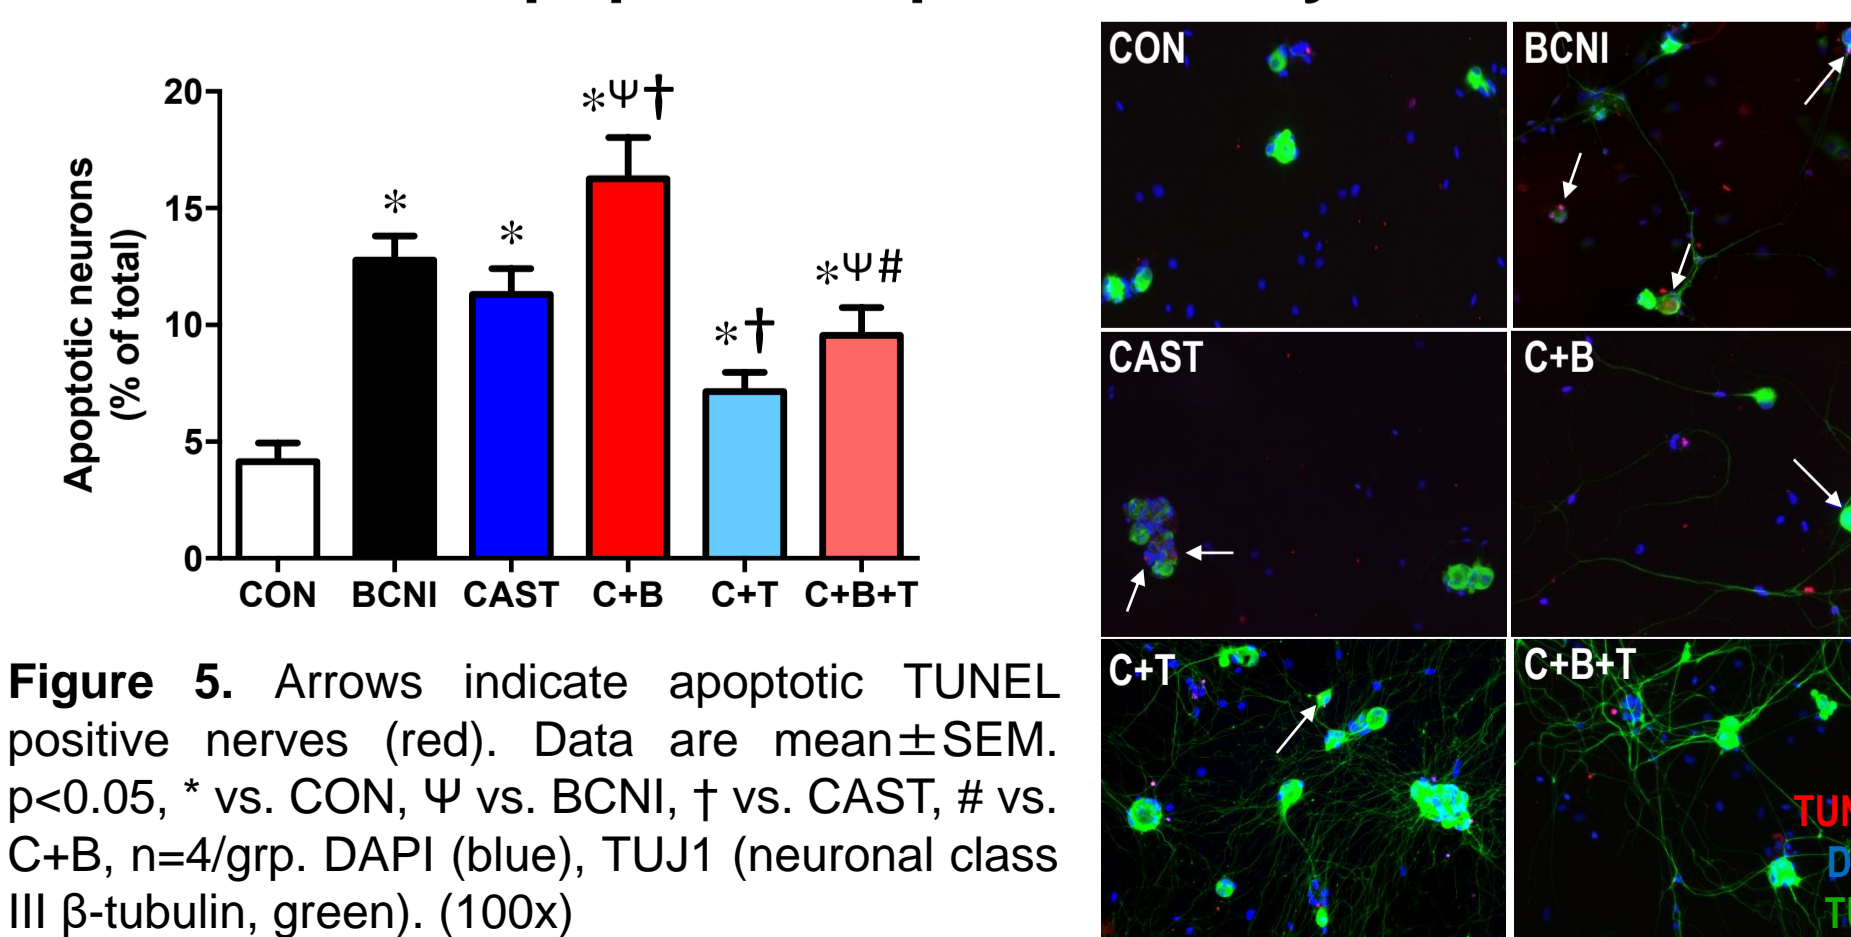 20
15
10
5
0
Apoptotic neurons
(% of total)
*
*
*Ψ†
*†
*Ψ#
CON BCNI CAST C+B C+T C+B+T
Figure 5. Arrows indicate apoptotic TUNEL
positive nerves (red). Data are mean±SEM.
p<0.05, * vs. CON, Ψ vs. BCNI, † vs. CAST, # vs.
C+B, n=4/grp. DAPI (blue), TUJ1 (neuronal class
III β-tubulin, green). (100x)
CON
BCNI
CAST
C+B
C+T
C+B+T